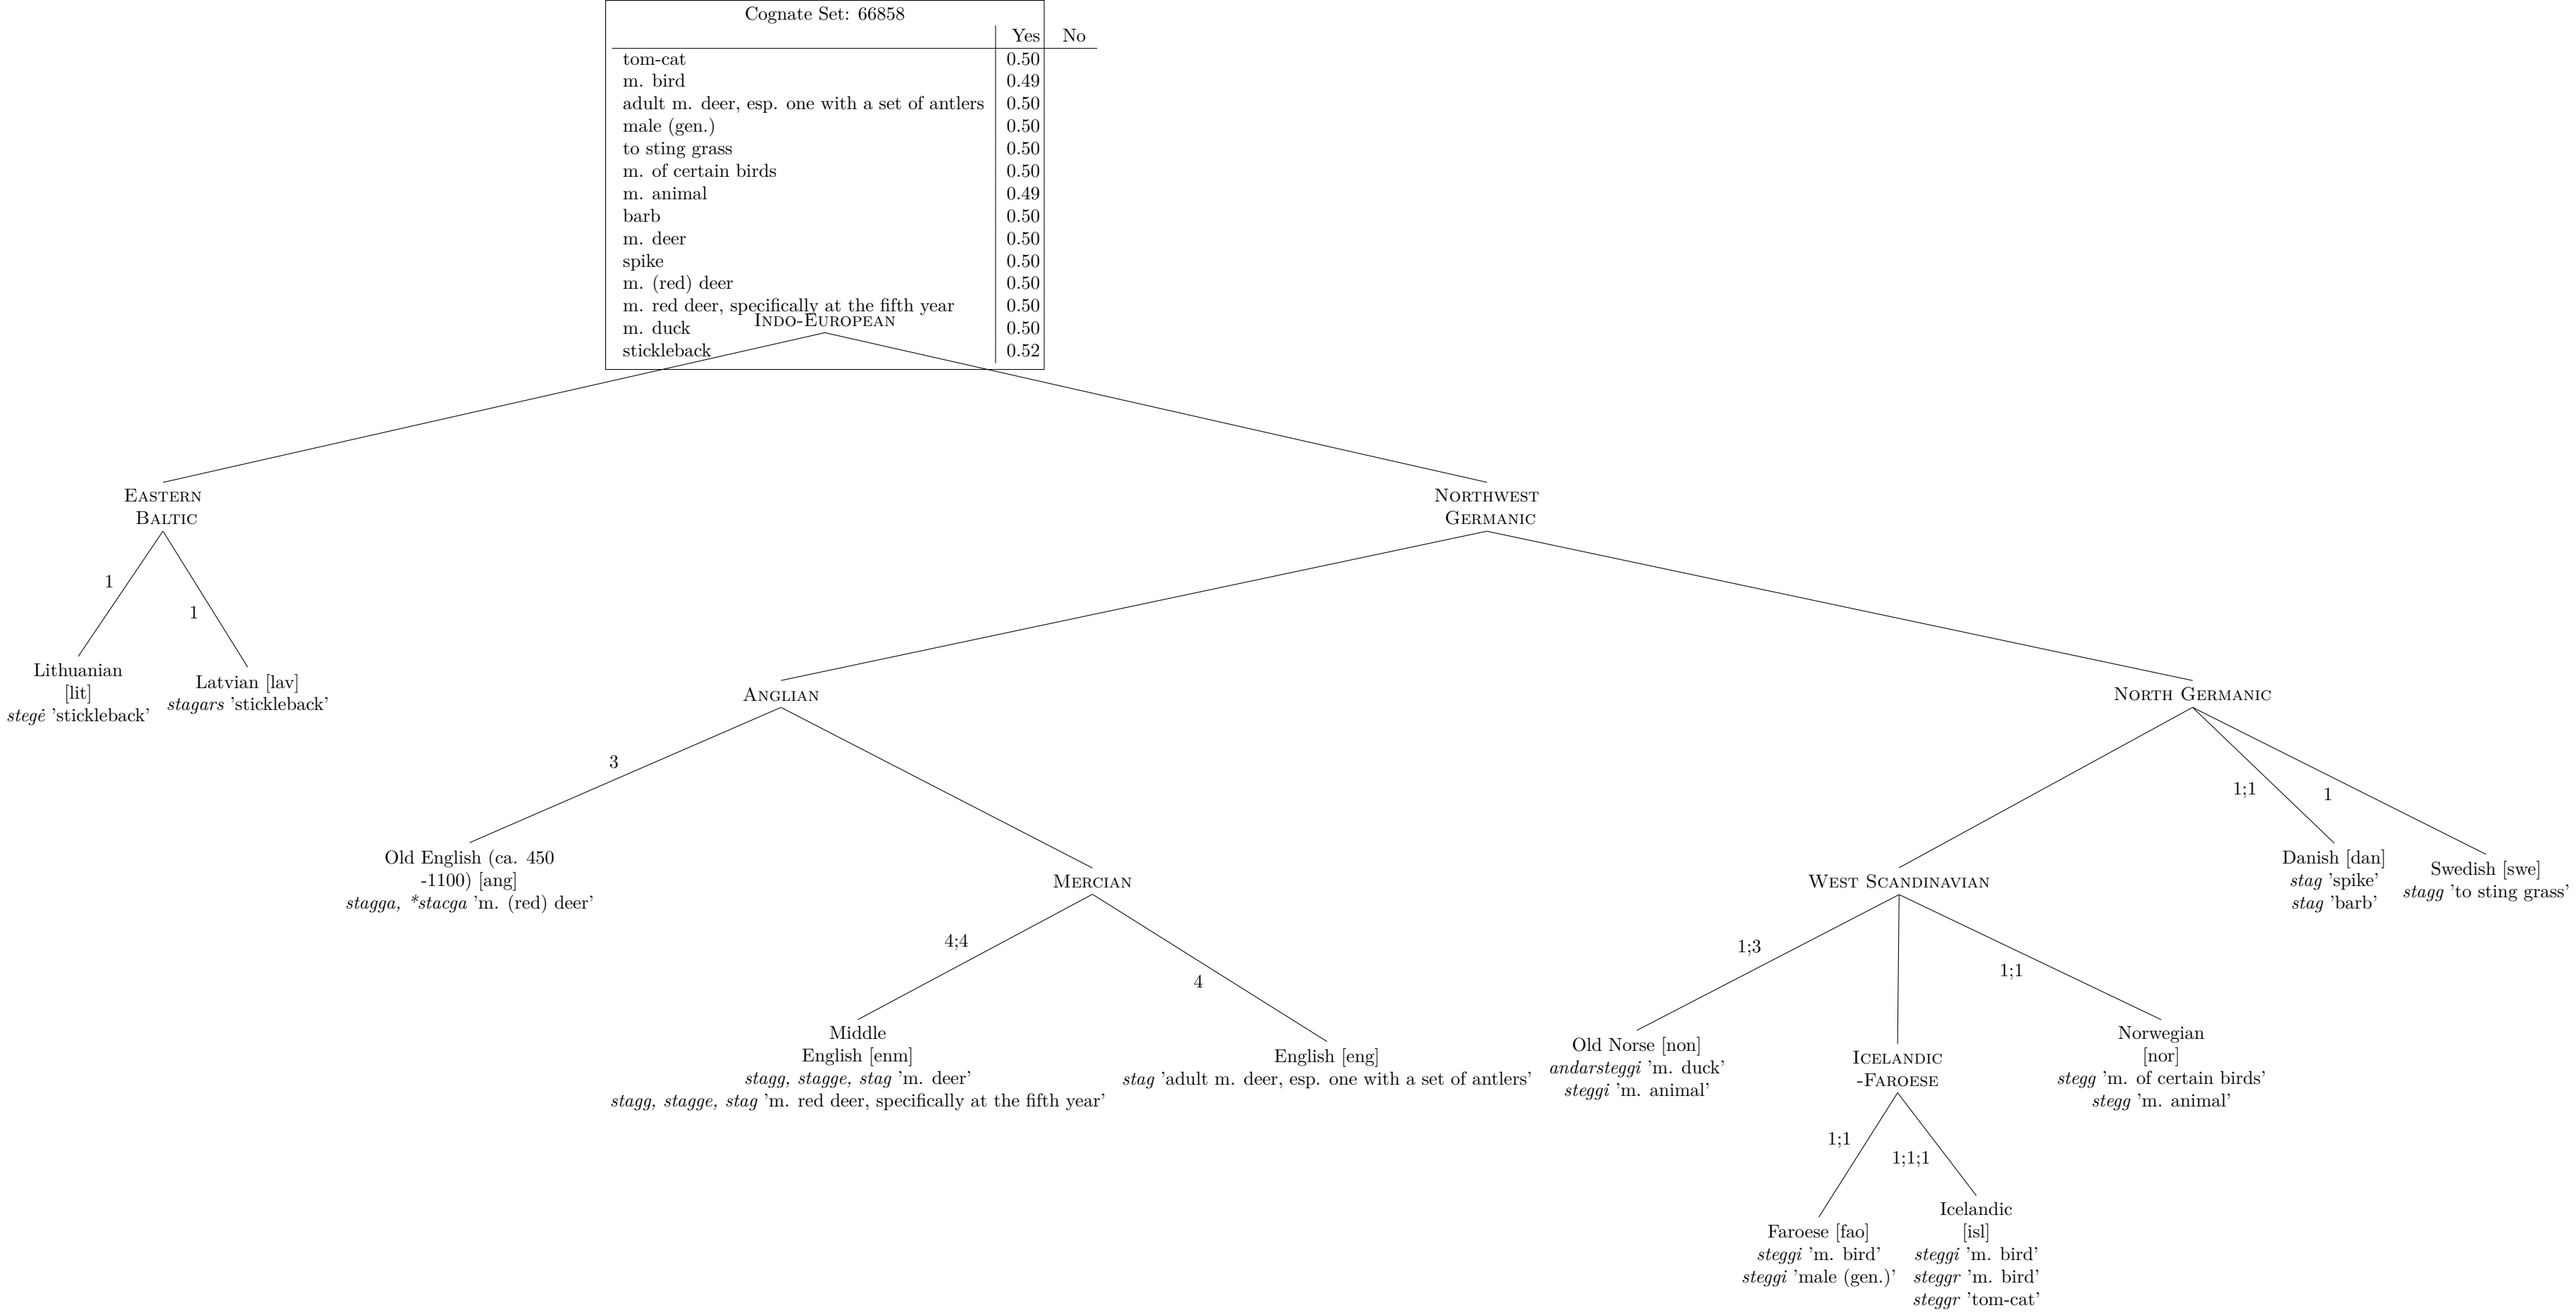 Cognate Set: 66858
Yes No
tom-cat 0.50
m. bird 0.49
adult m. deer, esp. one with a set of antlers 0.50
male (gen.) 0.50
to sting grass 0.50
m. of certain birds 0.50
m. animal 0.49
barb 0.50
m. deer 0.50
spike 0.50
m. (red) deer 0.50
m. red deer, specifically at the fifth year 0.50
Indo-European
m. duck 0.50
stickleback 0.52
Eastern
Baltic
Northwest
Germanic
1
1
Lithuanian
[lit]
stegė 'stickleback'
Latvian [lav]
stagars 'stickleback'
Anglian
North Germanic
3
1;1
1
Old English (ca. 450
-1100) [ang]
stagga, *stacga 'm. (red) deer'
Mercian
West Scandinavian
Danish [dan]
stag 'spike'
stag 'barb'
Swedish [swe]
stagg 'to sting grass'
4;4
4
1;3
1;1
Middle
English [enm]
stagg, stagge, stag 'm. deer'
stagg, stagge, stag 'm. red deer, specifically at the fifth year'
English [eng]
stag 'adult m. deer, esp. one with a set of antlers'
Old Norse [non]
andarsteggi 'm. duck'
steggi 'm. animal'
Icelandic
-Faroese
Norwegian
[nor]
stegg 'm. of certain birds'
stegg 'm. animal'
1;1
1;1;1
Faroese [fao]
steggi 'm. bird'
steggi 'male (gen.)'
Icelandic
[isl]
steggi 'm. bird'
steggr 'm. bird'
steggr 'tom-cat'